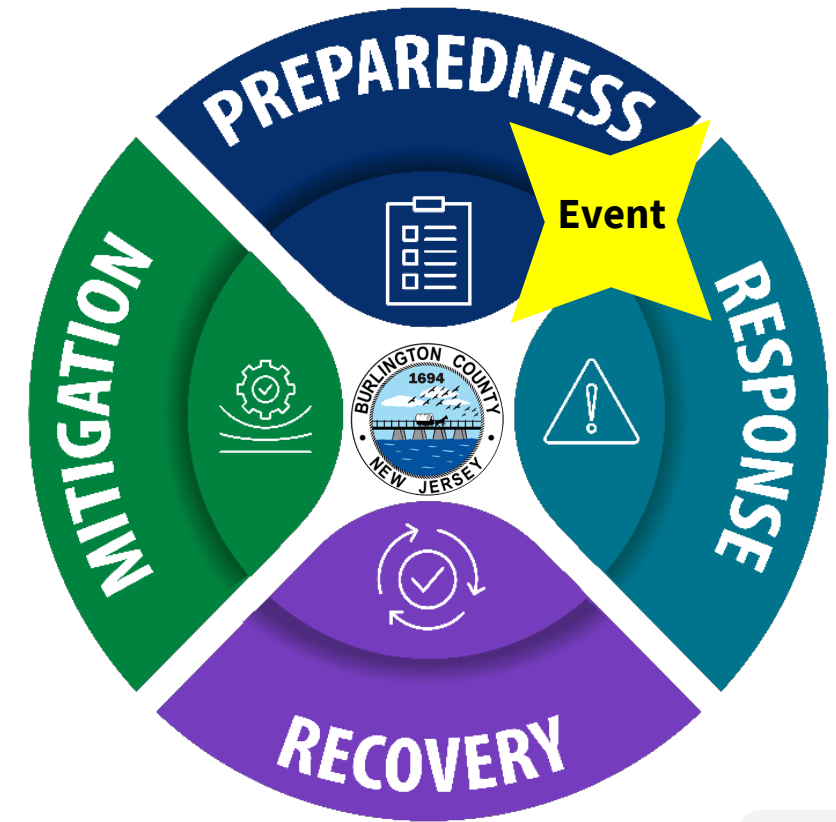 PREPAREDNESS
Event
RESPONSE
MITIGATION
BURLINGTON COUNTY
1694
NEW JERSEY
RECOVERY